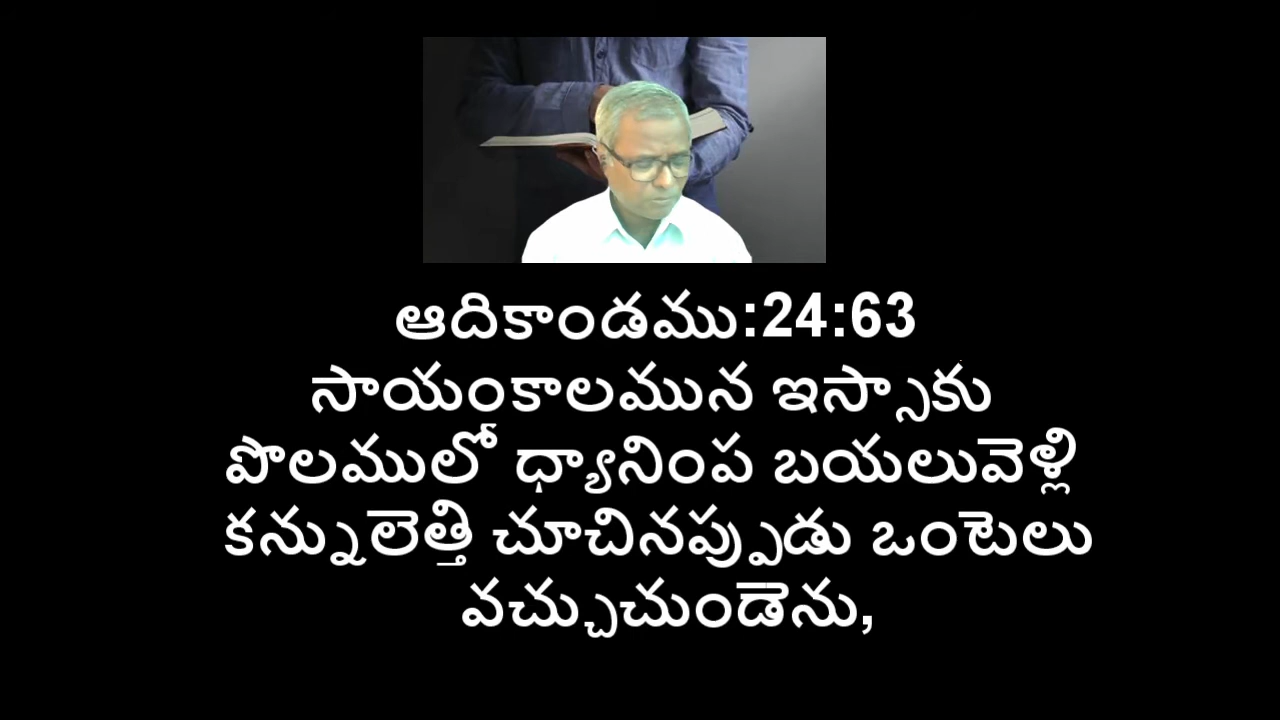 ఆదికాండము:24:63
సాయంకాలమున ఇస్సాకు
పొలములో ధ్యానింప బయలువెళ్లి
కన్నులెత్తి చూచినప్పుడు ఒంటెలు
వచ్చుచుండెను,